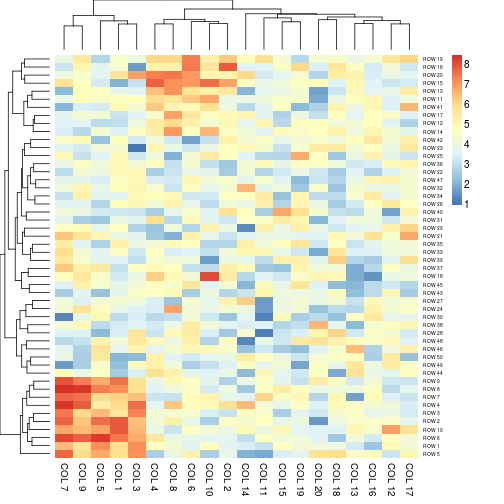 ROW 19
ROW 16
ROW 20
ROW 15
ROW 13
ROW 11
ROW 41
ROW 17
ROW 12
ROW 14
ROW 42
ROW 23
ROW 25
ROW 36
ROW 22
ROW 47
ROW 32
ROW 34
ROW 26
ROW 40
ROW 31
ROW 29
ROW 21
ROW 35
ROW 33
ROW 39
ROW 37
ROW 18
ROW 45
ROW 43
ROW 27
ROW 24
ROW 30
ROW 38
ROW 28
ROW 48
ROW 46
ROW 50
ROW 49
ROW 44
ROW 9
ROW 8
ROW 7
ROW 4
ROW 3
ROW 2
ROW 10
ROW 6
ROW 1
ROW 5
COL 7
COL 9
COL 5
COL 1
COL 3
COL 4
COL 8
COL 6
COL 10
COL 2
COL 14
COL 11
COL 15
COL 19
COL 20
COL 18
COL 13
COL 16
COL 12
COL 17
8
7
6
5
4
3
2
1